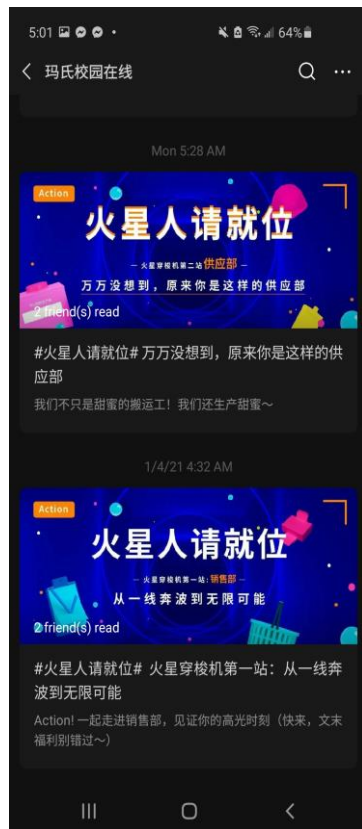 5:01
64%
玛氏校园在线
Mon 5:28 AM
Action
火星人请就位
— 火星穿梭机第二站供应部 —
万万没想到，原来你是这样的供应部
2 friend(s) read
#火星人请就位# 万万没想到，原来你是这样的供
应部
我们不只是甜蜜的搬运工！我们还生产甜蜜～
1/4/21 4:32 AM
Action
火星人请就位
— 火星穿梭机第一站：销售部 —
从一线奔波到无限可能
2 friend(s) read
#火星人请就位# 火星穿梭机第一站：从一线奔
波到无限可能
Action! 一起走进销售部，见证你的高光时刻（快来，文末
福利别错过～）